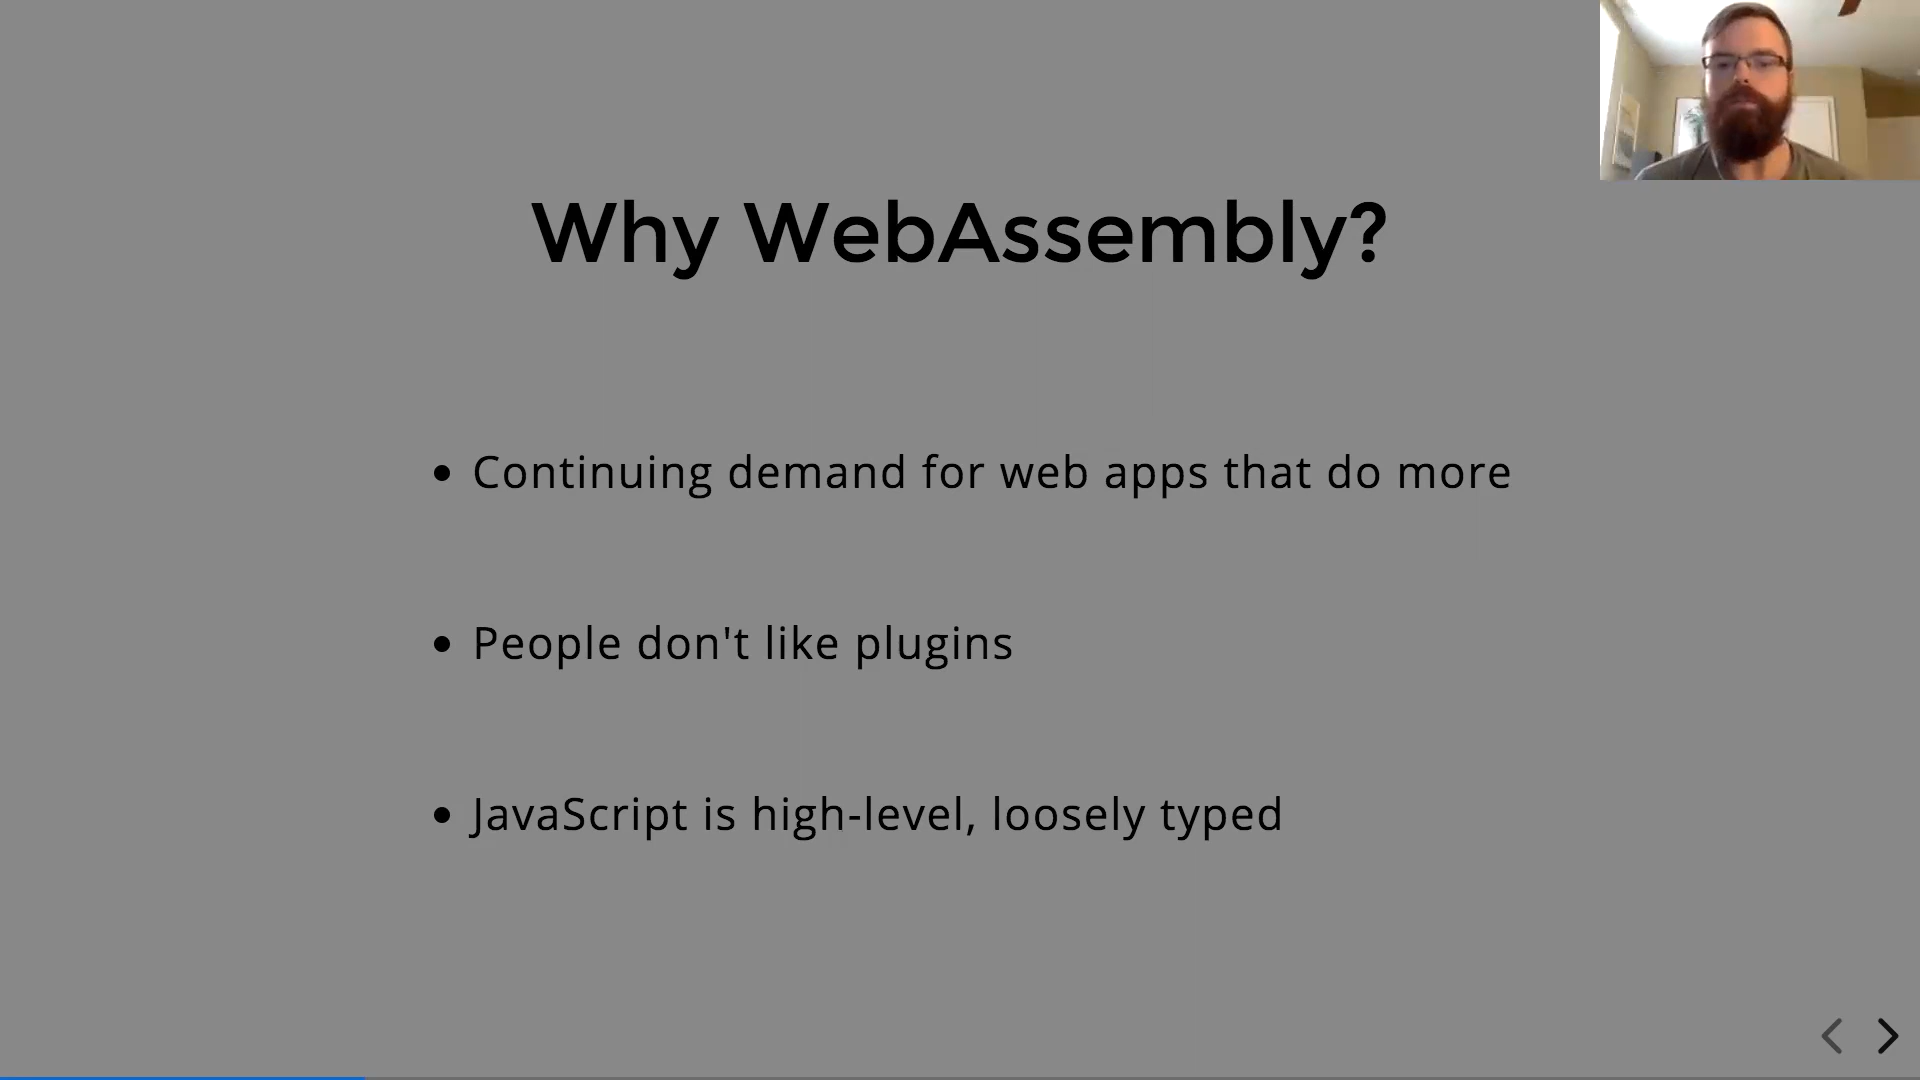 Why WebAssembly?
Continuing demand for web apps that do more
People don't like plugins
JavaScript is high-level, loosely typed